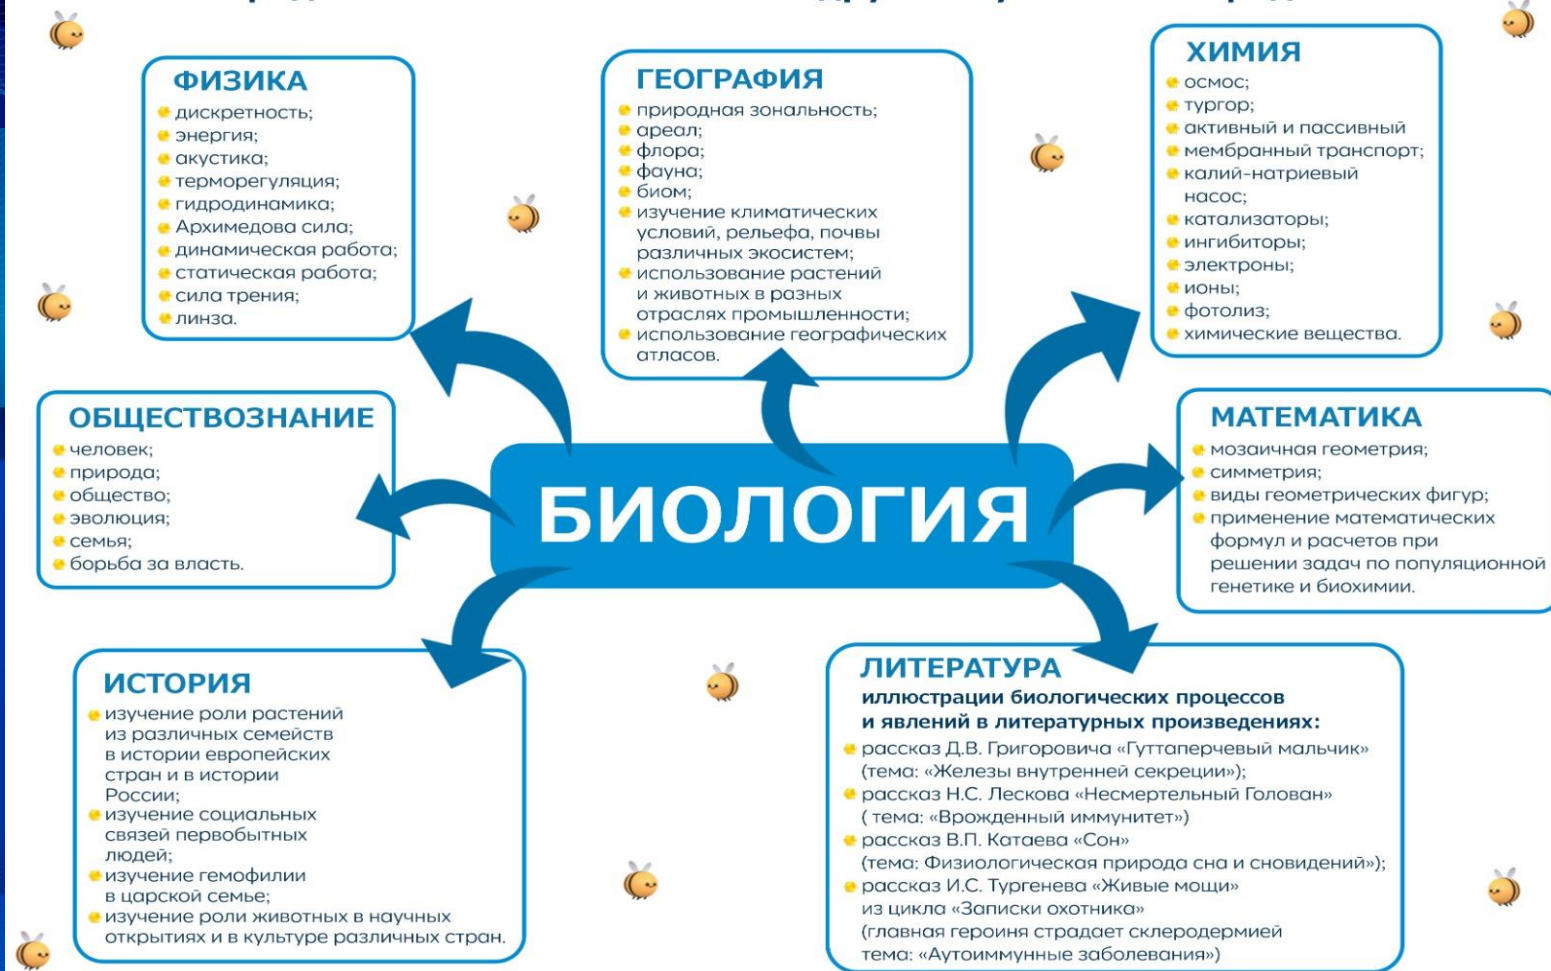 ФИЗИКА
дискретность;
энергия;
акустика;
терморегуляция;
гидродинамика;
Архимедова сила;
динамическая работа;
статическая работа;
сила трения;
линза.
ГЕОГРАФИЯ
природная зональность;
ареал;
флора;
фауна;
биом;
изучение климатических
условий, рельефа, почвы
различных экосистем;
использование растений
и животных в разных
отраслях промышленности;
использование географических
атласов.
ХИМИЯ
осмос;
тургор;
активный и пассивный
мембранный транспорт;
калий-натриевый
насос;
катализаторы;
ингибиторы;
электроны;
ионы;
фотолиз;
химические вещества.
ОБЩЕСТВОЗНАНИЕ
человек;
природа;
общество;
эволюция;
семья;
борьба за власть.
БИОЛОГИЯ
МАТЕМАТИКА
мозаичная геометрия;
симметрия;
виды геометрических фигур;
применение математических
формул и расчетов при
решении задач по популяционной
генетике и биохимии.
ИСТОРИЯ
изучение роли растений
из различных семейств
в истории европейских
стран и в истории
России;
изучение социальных
связей первобытных
людей;
изучение гемофилии
в царской семье;
изучение роли животных в научных
открытиях и в культуре различных стран.
ЛИТЕРАТУРА
иллюстрации биологических процессов
и явлений в литературных произведениях:
рассказ Д.В. Григоровича «Гуттаперчевый мальчик»
(тема: «Железы внутренней секреции»);
рассказ Н.С. Лескова «Несмертельный Голован»
( тема: «Врожденный иммунитет»)
рассказ В.П. Катаева «Сон»
(тема: Физиологическая природа сна и сновидений»);
рассказ И.С. Тургенева «Живые мощи»
из цикла «Записки охотника»
(главная героиня страдает склеродермией
тема: «Аутоиммунные заболевания»)